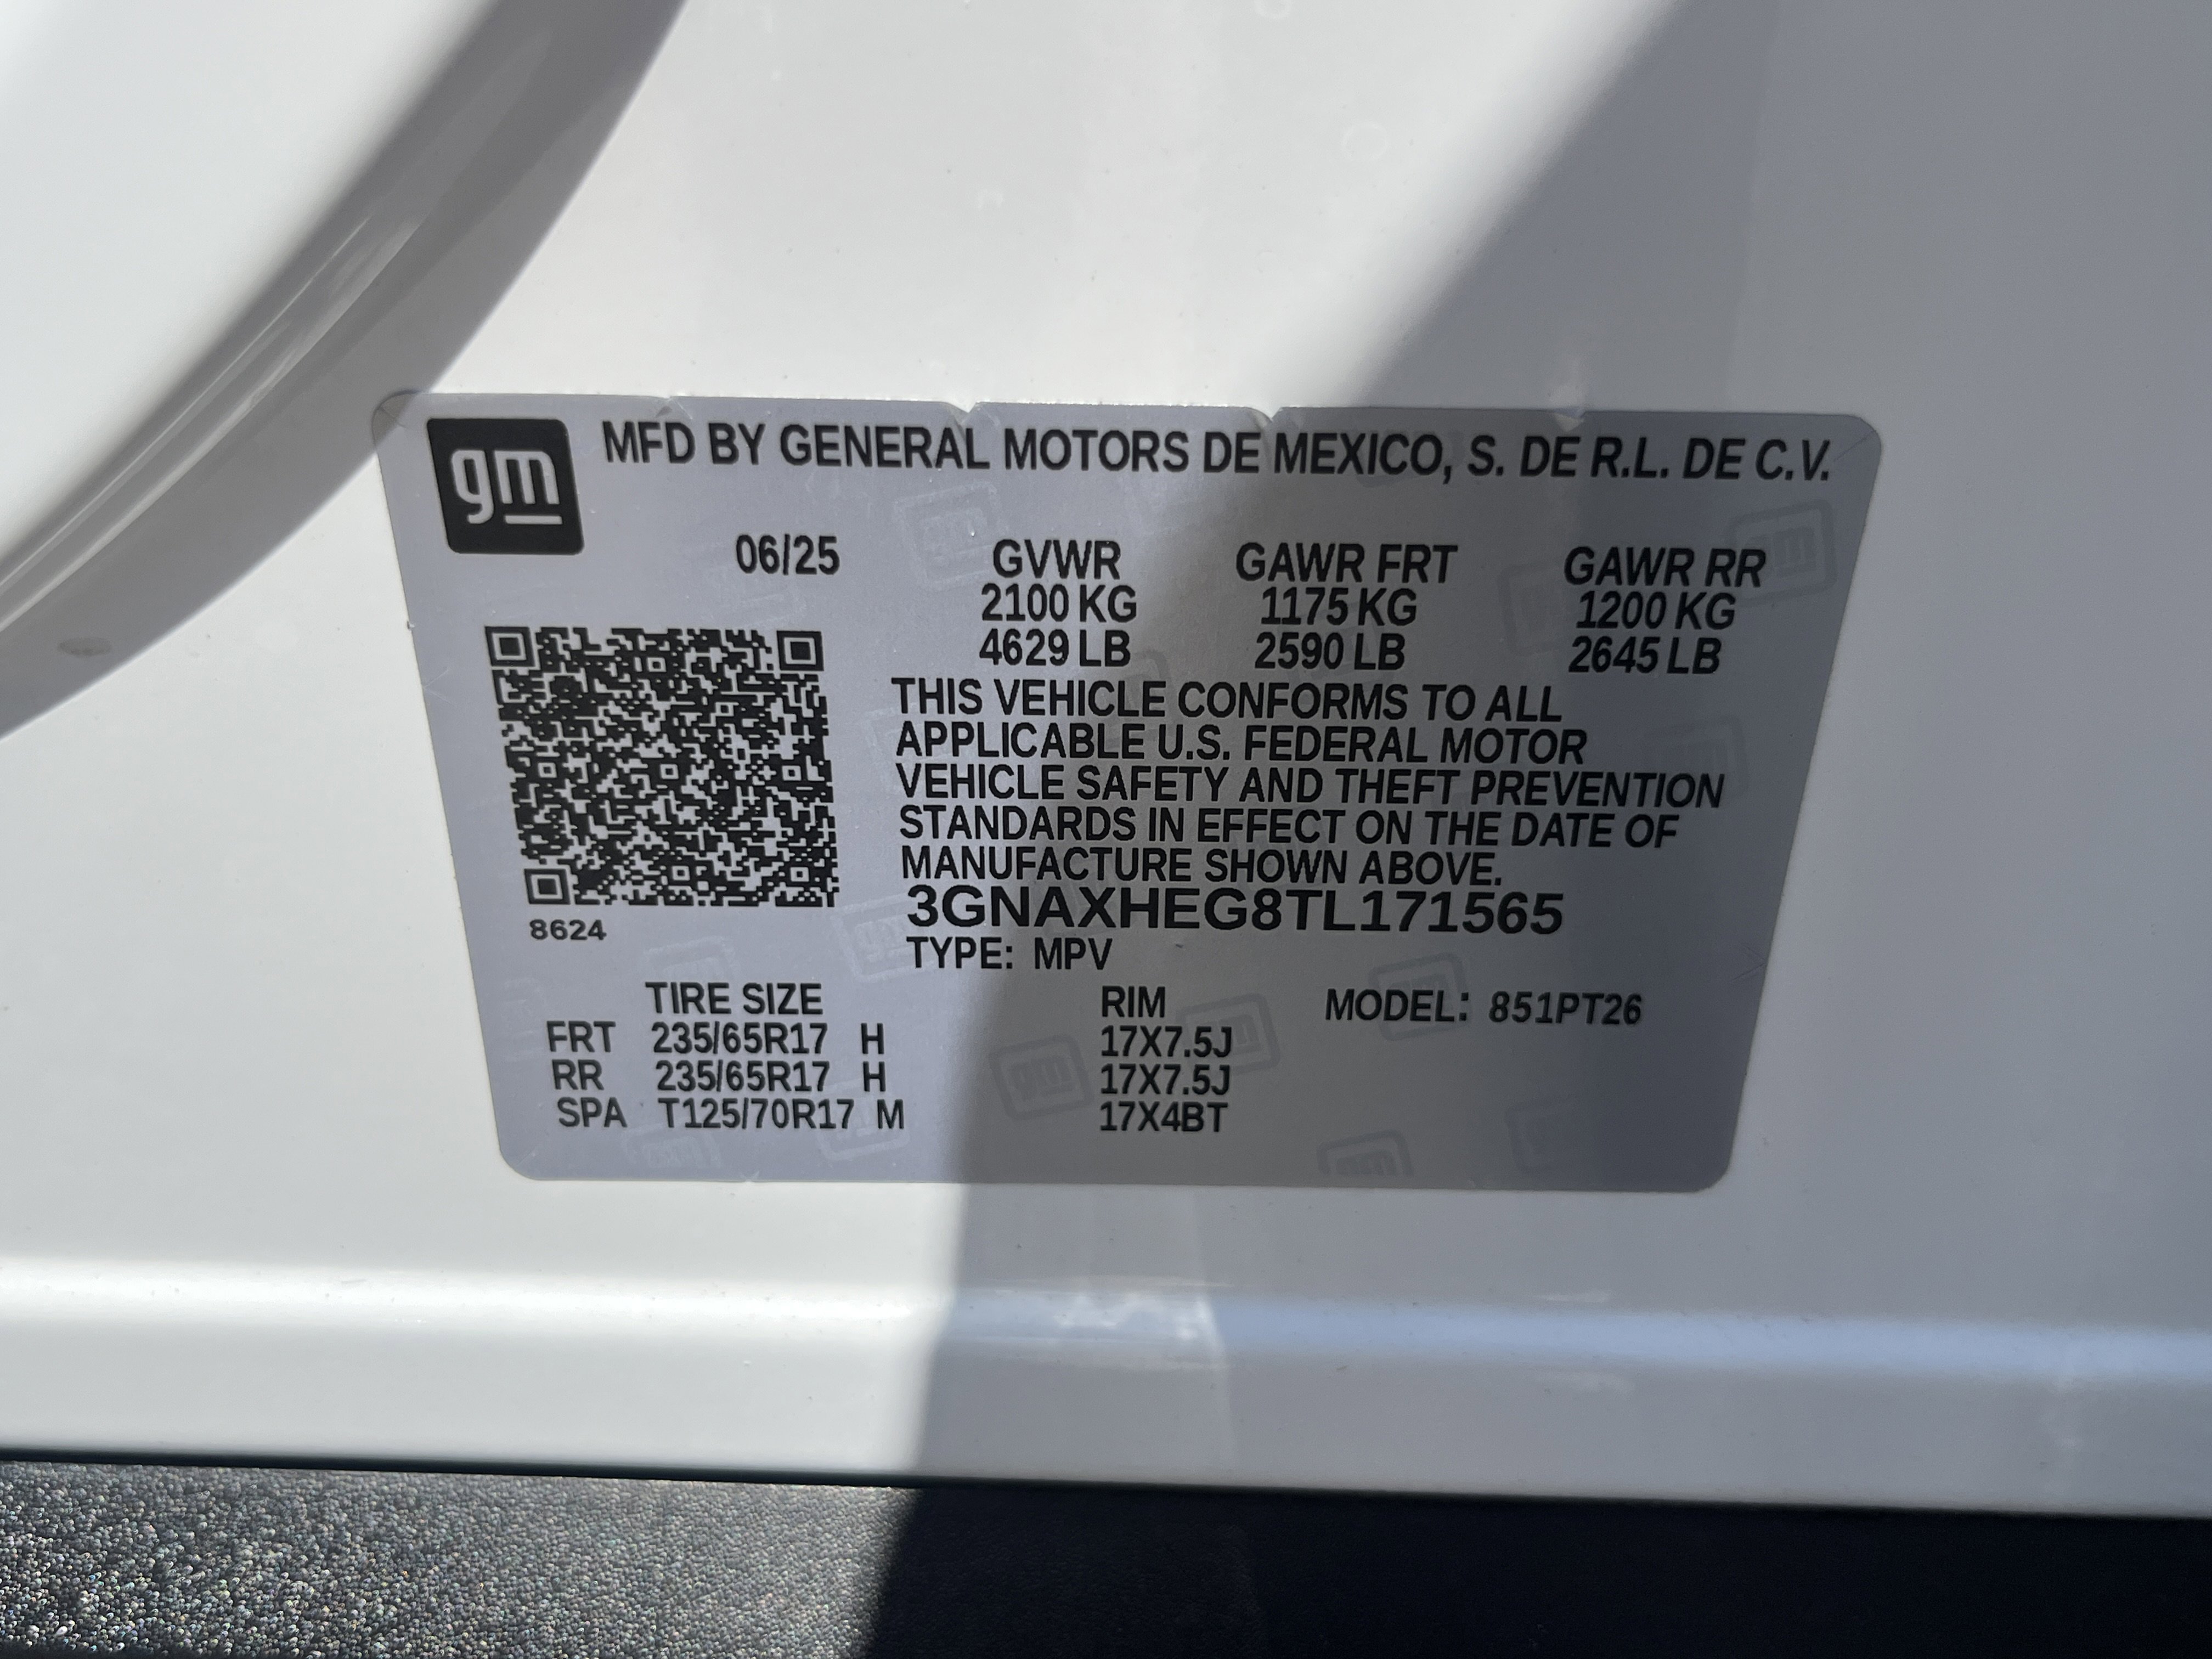 gm
MFD BY GENERAL MOTORS DE MEXICO, S. DE R.L. DE C.V.
06/25 GVWR GAWR FRT GAWR RR
2100 KG 1175 KG 1200 KG
4629 LB 2590 LB 2645 LB
THIS VEHICLE CONFORMS TO ALL
APPLICABLE U.S. FEDERAL MOTOR
VEHICLE SAFETY AND THEFT PREVENTION
STANDARDS IN EFFECT ON THE DATE OF
MANUFACTURE SHOWN ABOVE.
3GNAXHEG8TL171565
8624
TYPE: MPV
TIRE SIZE RIM MODEL: 851PT26
FRT 235/65R17 H 17X7.5J
RR 235/65R17 H 17X7.5J
SPA T125/70R17 M 17X4BT